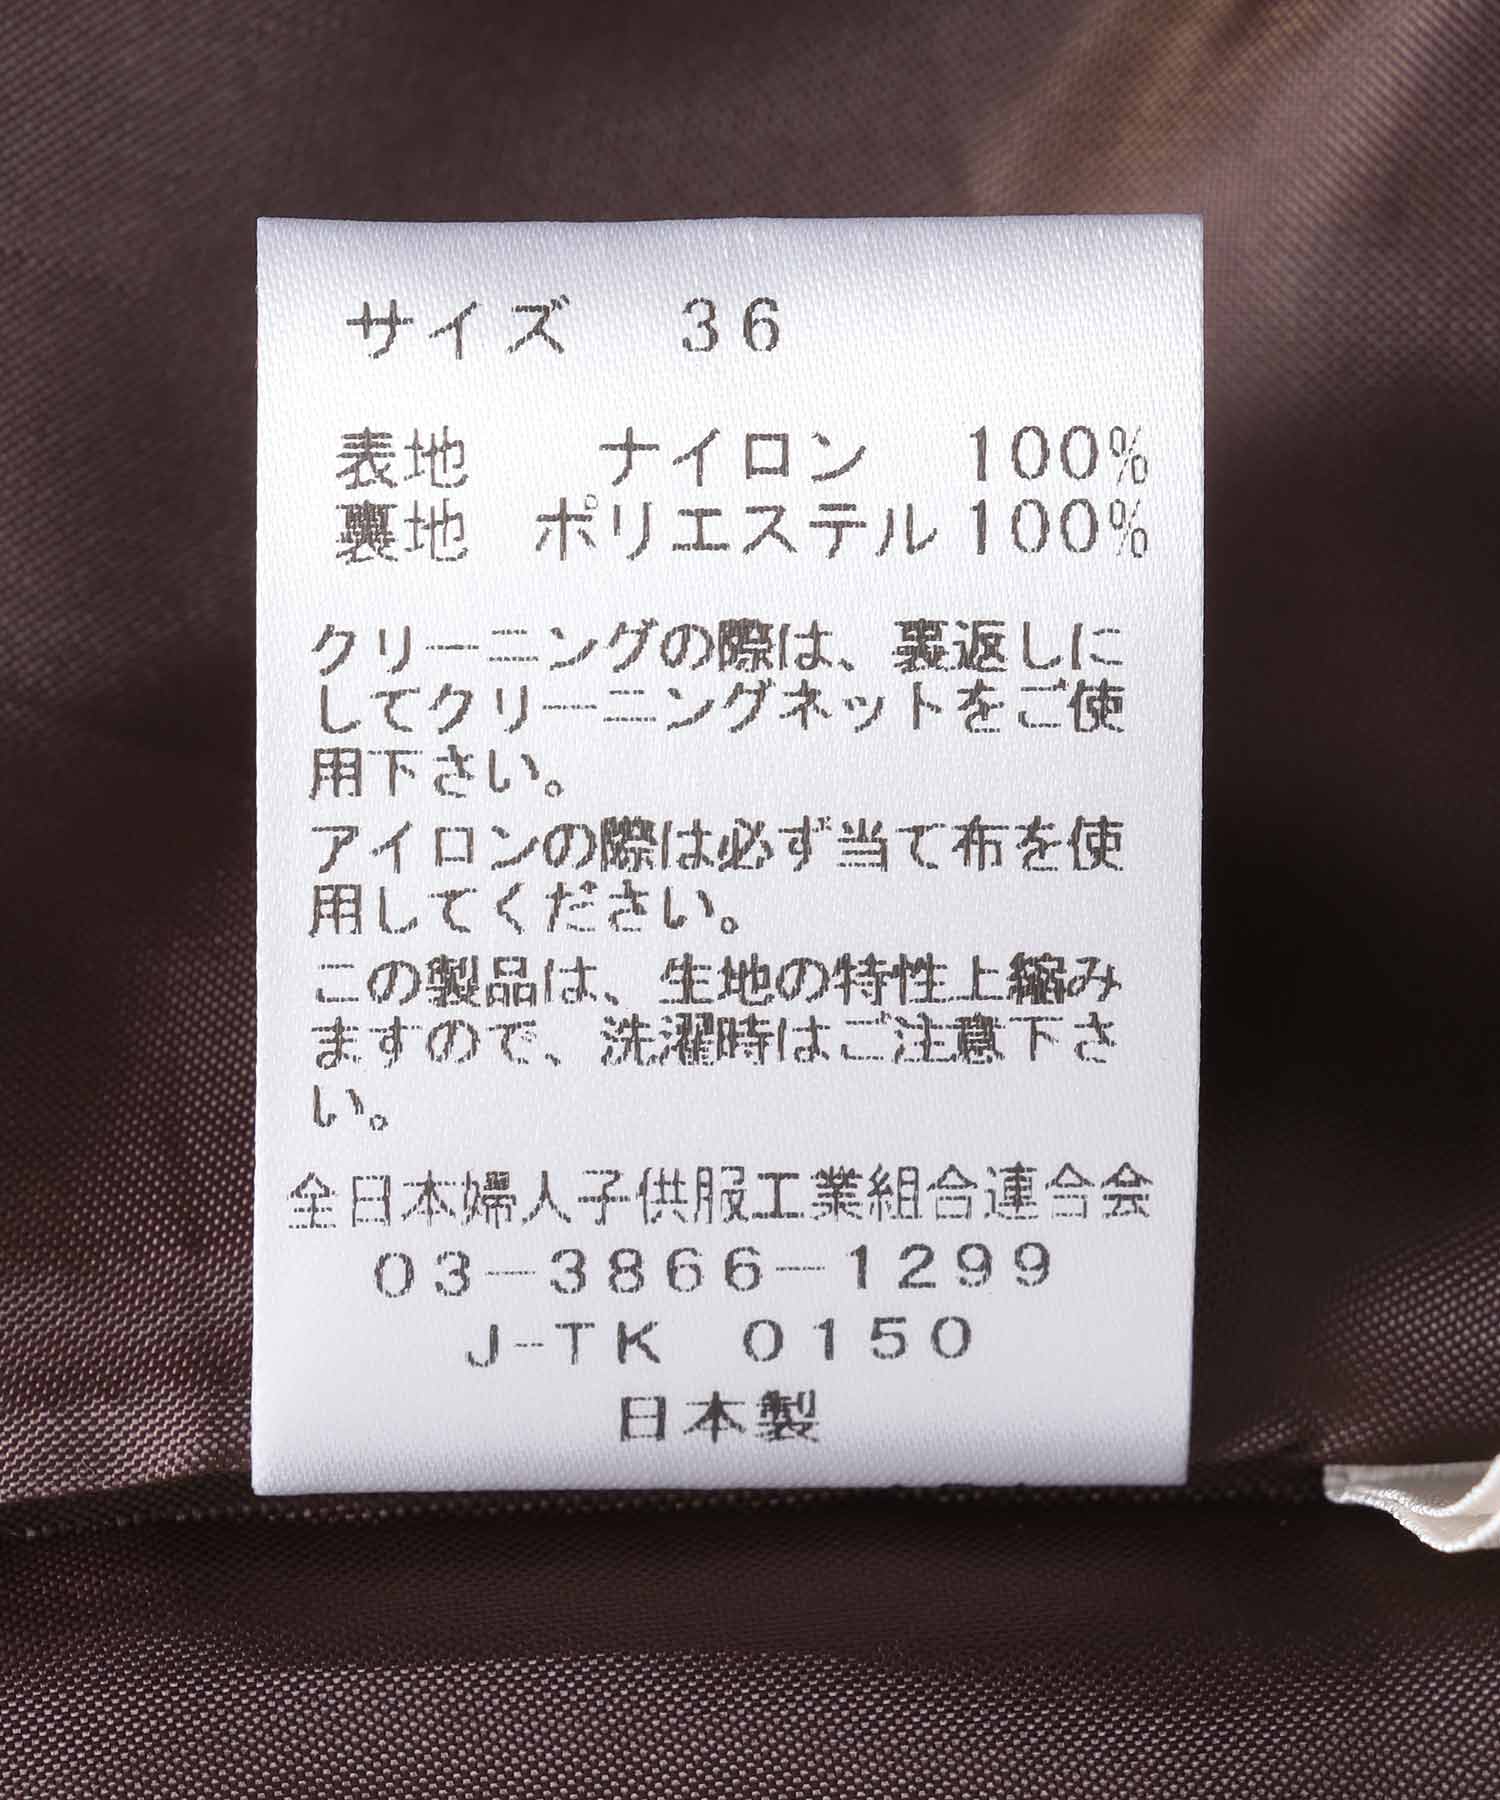 サイズ 36
表地 ナイロン 100%
裏地 ポリエステル100%
クリーニングの際は、裏返しに
してクリーニングネットをご使
用下さい。
アイロンの際は必ず当て布を使
用してください。
この製品は、生地の特性上縮み
ますので、洗濯時はご注意下さ
い。
全日本婦人子供服工業組合連合会
03-3866-1299
J-TK 0150
日本製